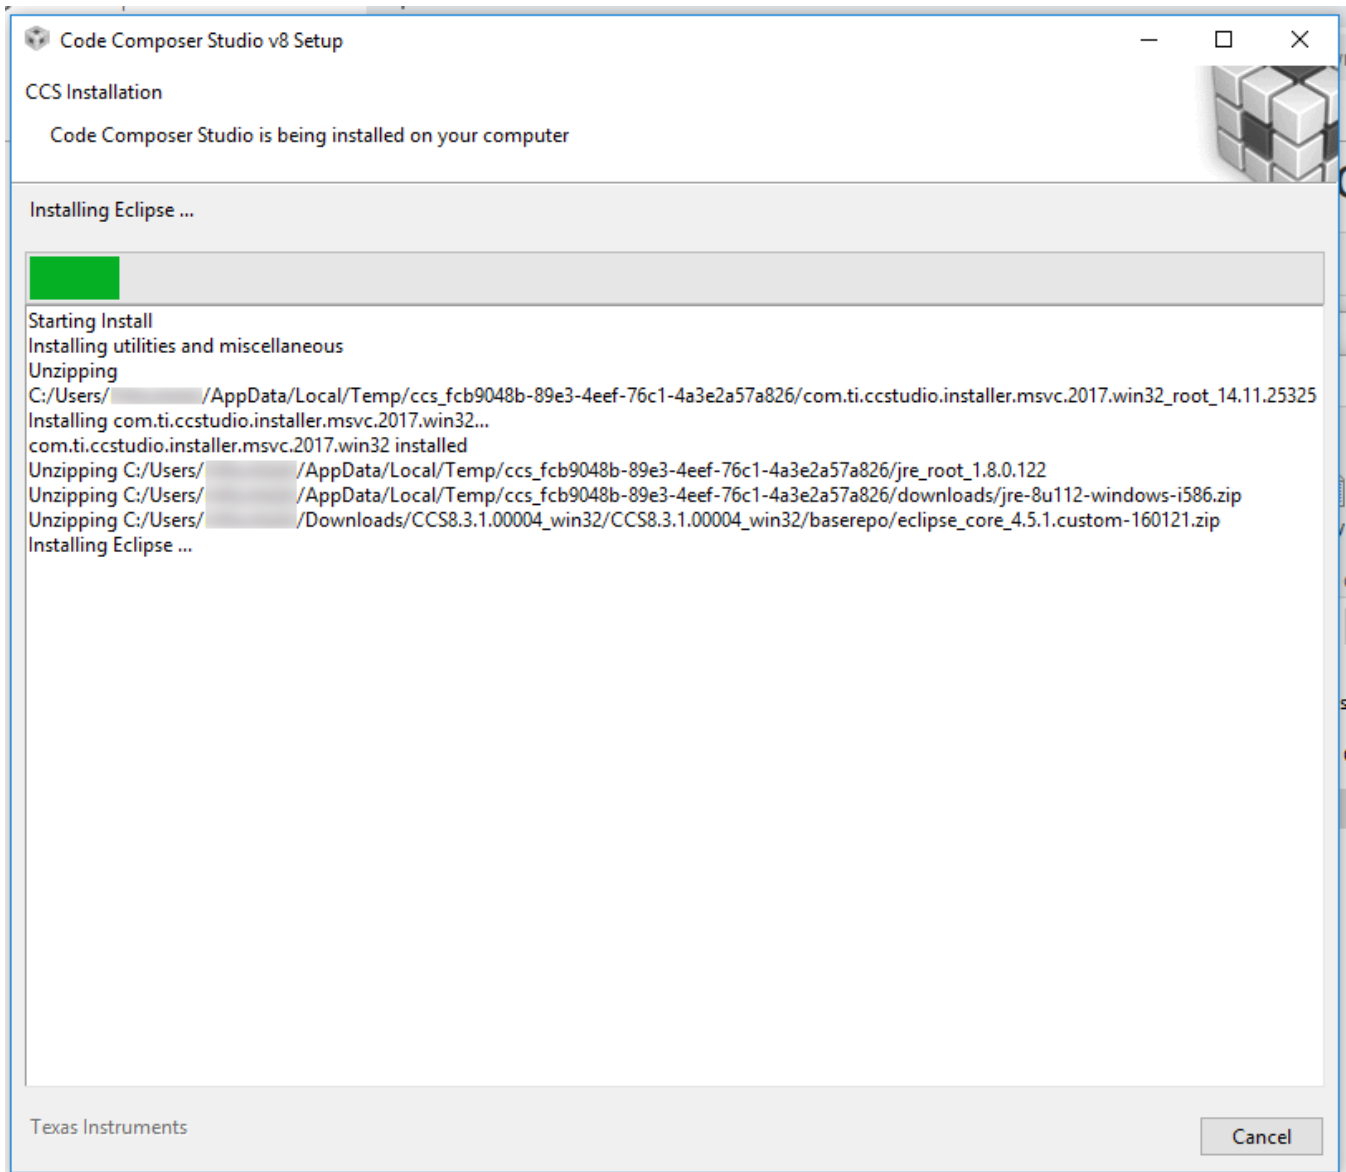 Code Composer Studio v8 Setup
CCS Installation
Code Composer Studio is being installed on your computer
Installing Eclipse ...
Starting Install
Installing utilities and miscellaneous
Unzipping
C:/Users/ /AppData/Local/Temp/ccs_fcb9048b-89e3-4eef-76c1-4a3e2a57a826/com.ti.ccstudio.installer.msvc.2017.win32_root_14.11.25325
Installing com.ti.ccstudio.installer.msvc.2017.win32...
com.ti.ccstudio.installer.msvc.2017.win32 installed
Unzipping C:/Users/ /AppData/Local/Temp/ccs_fcb9048b-89e3-4eef-76c1-4a3e2a57a826/jre_root_1.8.0.122
Unzipping C:/Users/ /AppData/Local/Temp/ccs_fcb9048b-89e3-4eef-76c1-4a3e2a57a826/downloads/jre-8u112-windows-i586.zip
Unzipping C:/Users/ /Downloads/CCS8.3.1.00004_win32/CCS8.3.1.00004_win32/baserepo/eclipse_core_4.5.1.custom-160121.zip
Installing Eclipse ...
Texas Instruments
Cancel